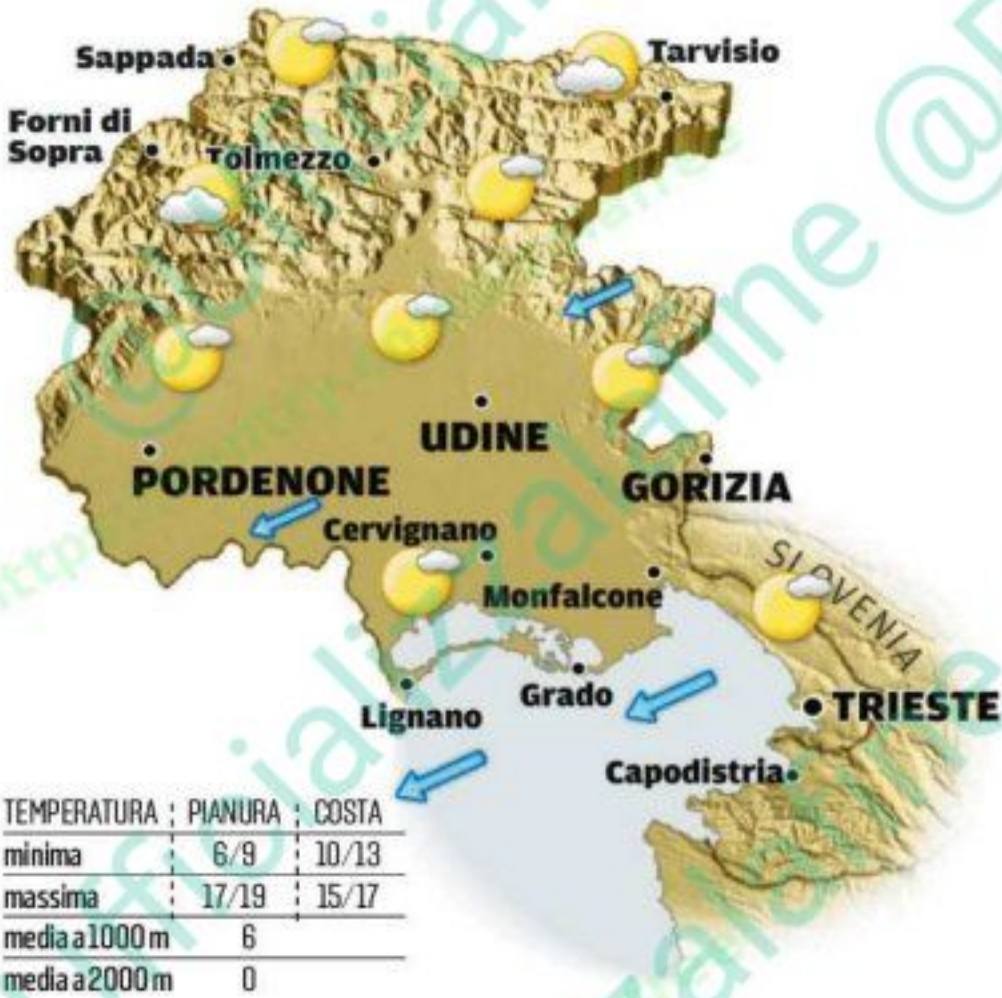 Sappada
Tarvisio
Forni di
Sopra
Tolmezzo
UDINE
PORDENONE
GORIZIA
Cervignano
SLOVENIA
Monfalcone
Grado
Lignano
TRIESTE
Capodistria
TEMPERATURA PIANURA COSTA
minima 6/9 10/13
massima 17/19 15/17
media a 1000 m 6
media a 2000 m 0